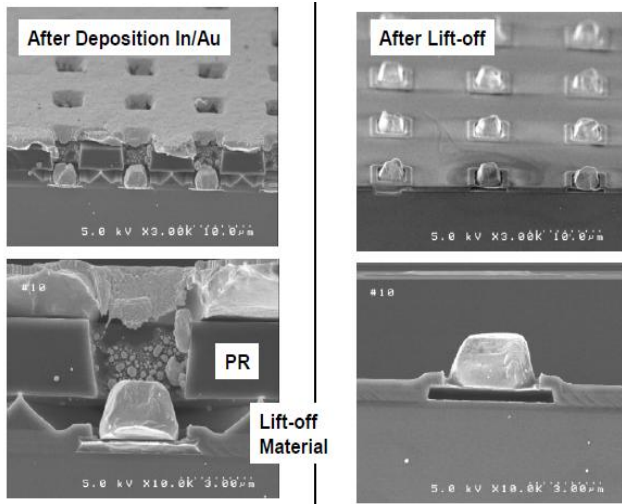 After Deposition In/Au
5.0 kV X3.00k 10.0μm
#10
PR
Lift-off
Material
5.0 kV X10.0k 3.00μm
After Lift-off
5.0 kV X3.00k 10.0μm
#10
5.0 kV X10.0k 3.00μm